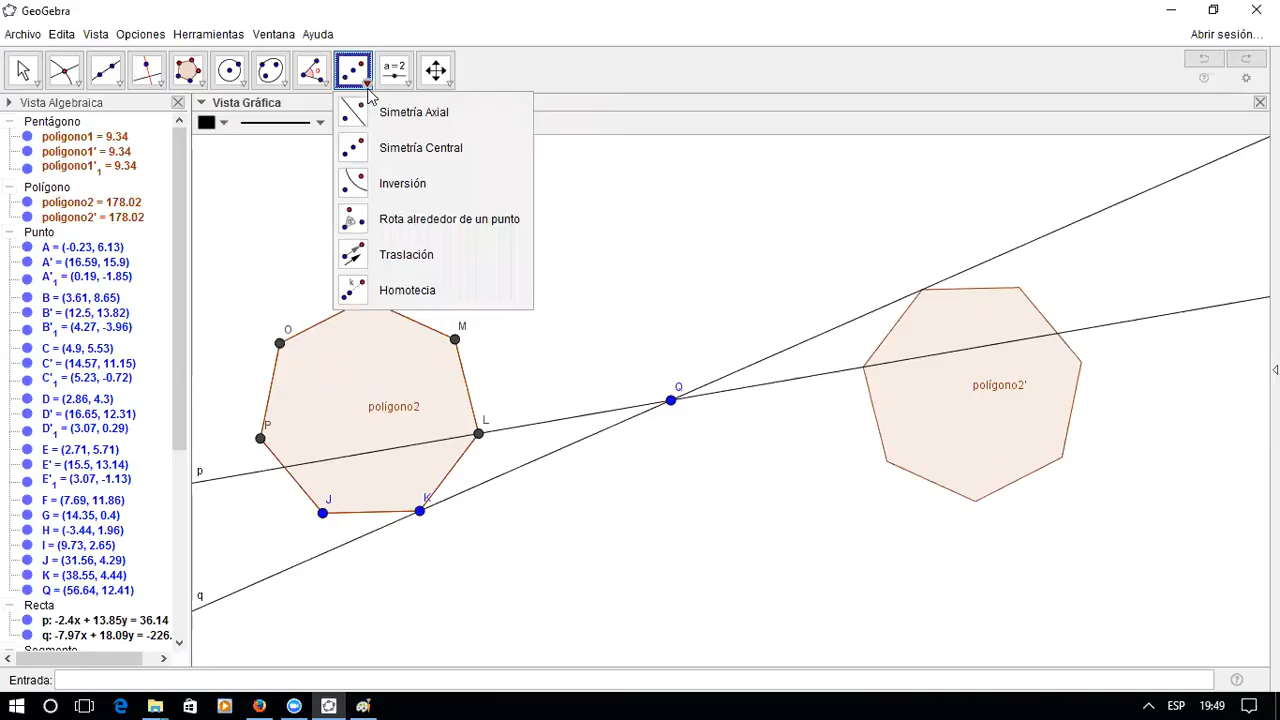 GeoGebra
Archivo Edita Vista Opciones Herramientas Ventana Ayuda
Abrir sesión...
a = 2
Vista Algebraica
Vista Gráfica
Pentágono
polígono1 = 9.34
polígono1' = 9.34
polígono1'₁ = 9.34
Polígono
polígono2 = 178.02
polígono2' = 178.02
Punto
A = (-0.23, 6.13)
A' = (16.59, 15.9)
A'₁ = (0.19, -1.85)
B = (3.61, 8.65)
B' = (12.5, 13.82)
B'₁ = (4.27, -3.96)
C = (4.9, 5.53)
C' = (14.57, 11.15)
C'₁ = (5.23, -0.72)
D = (2.86, 4.3)
D' = (16.65, 12.31)
D'₁ = (3.07, 0.29)
E = (2.71, 5.71)
E' = (15.5, 13.14)
E'₁ = (3.07, -1.13)
F = (7.69, 11.86)
G = (14.35, 0.4)
H = (-3.44, 1.96)
I = (9.73, 2.65)
J = (31.56, 4.29)
K = (38.55, 4.44)
Q = (56.64, 12.41)
Recta
p: -2.4x + 13.85y = 36.14
q: -7.97x + 18.09y = -226.
Simetría Axial
Simetría Central
Inversión
Rota alrededor de un punto
Traslación
k
Homotecia
O
M
polígono2
P
L
J
K
p
q
Q
polígono2'
Entrada:
ESP 19:49